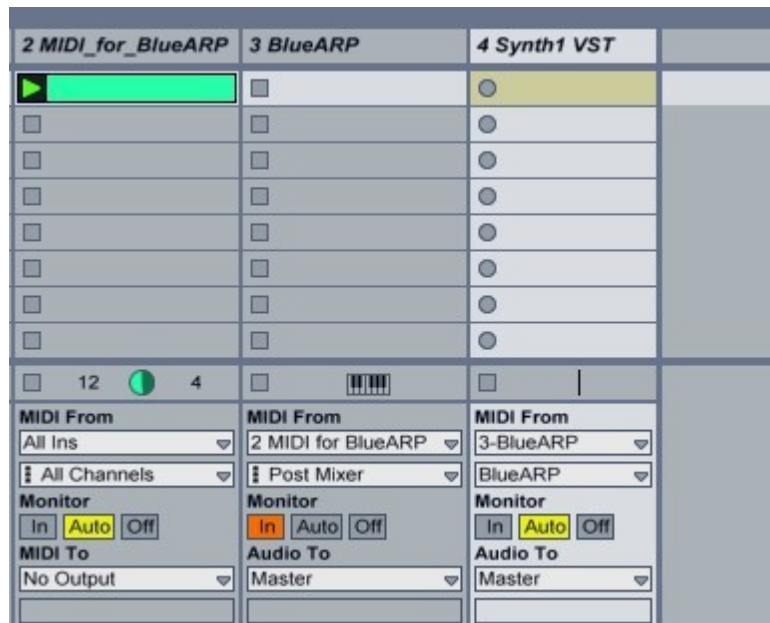 2 MIDI_for_BlueARP
3 BlueARP
4 Synth1 VST
12 4
MIDI From
All Ins
All Channels
Monitor
In Auto Off
MIDI To
No Output
MIDI From
2 MIDI for BlueARP
Post Mixer
Monitor
In Auto Off
Audio To
Master
MIDI From
3-BlueARP
BlueARP
Monitor
In Auto Off
Audio To
Master